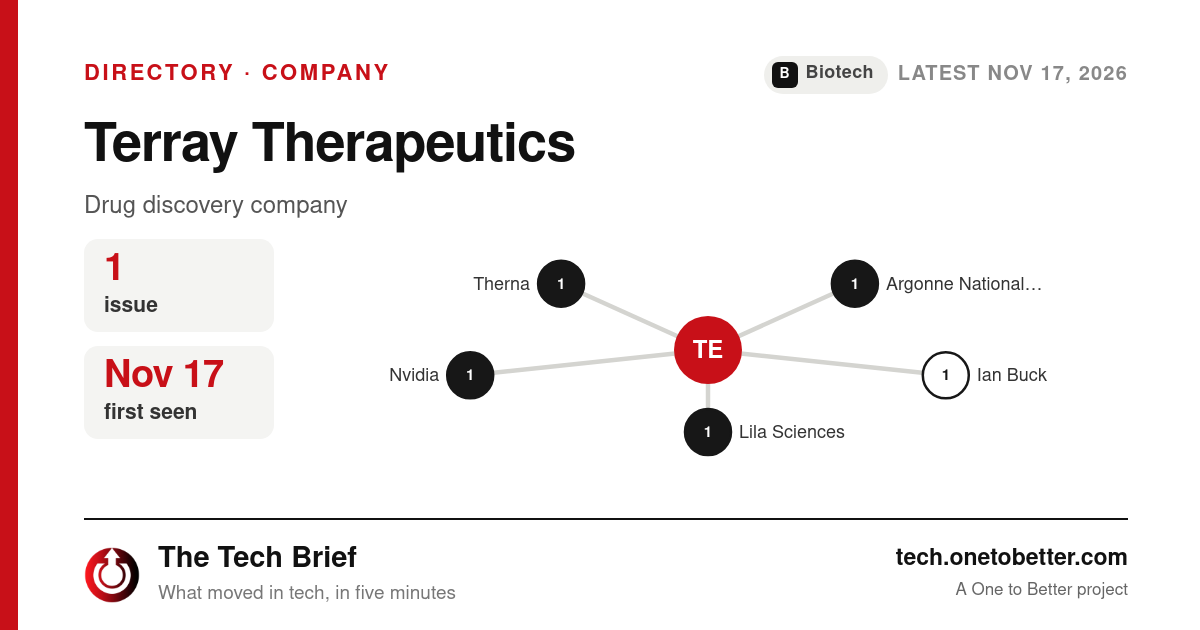 DIRECTORY · COMPANY
B Biotech LATEST NOV 17, 2026
Terray Therapeutics
Drug discovery company
1
issue
Nov 17
first seen
Therna 1
1 Argonne National…
TE
Nvidia 1
1 Ian Buck
1 Lila Sciences
The Tech Brief
What moved in tech, in five minutes
tech.onetobetter.com
A One to Better project